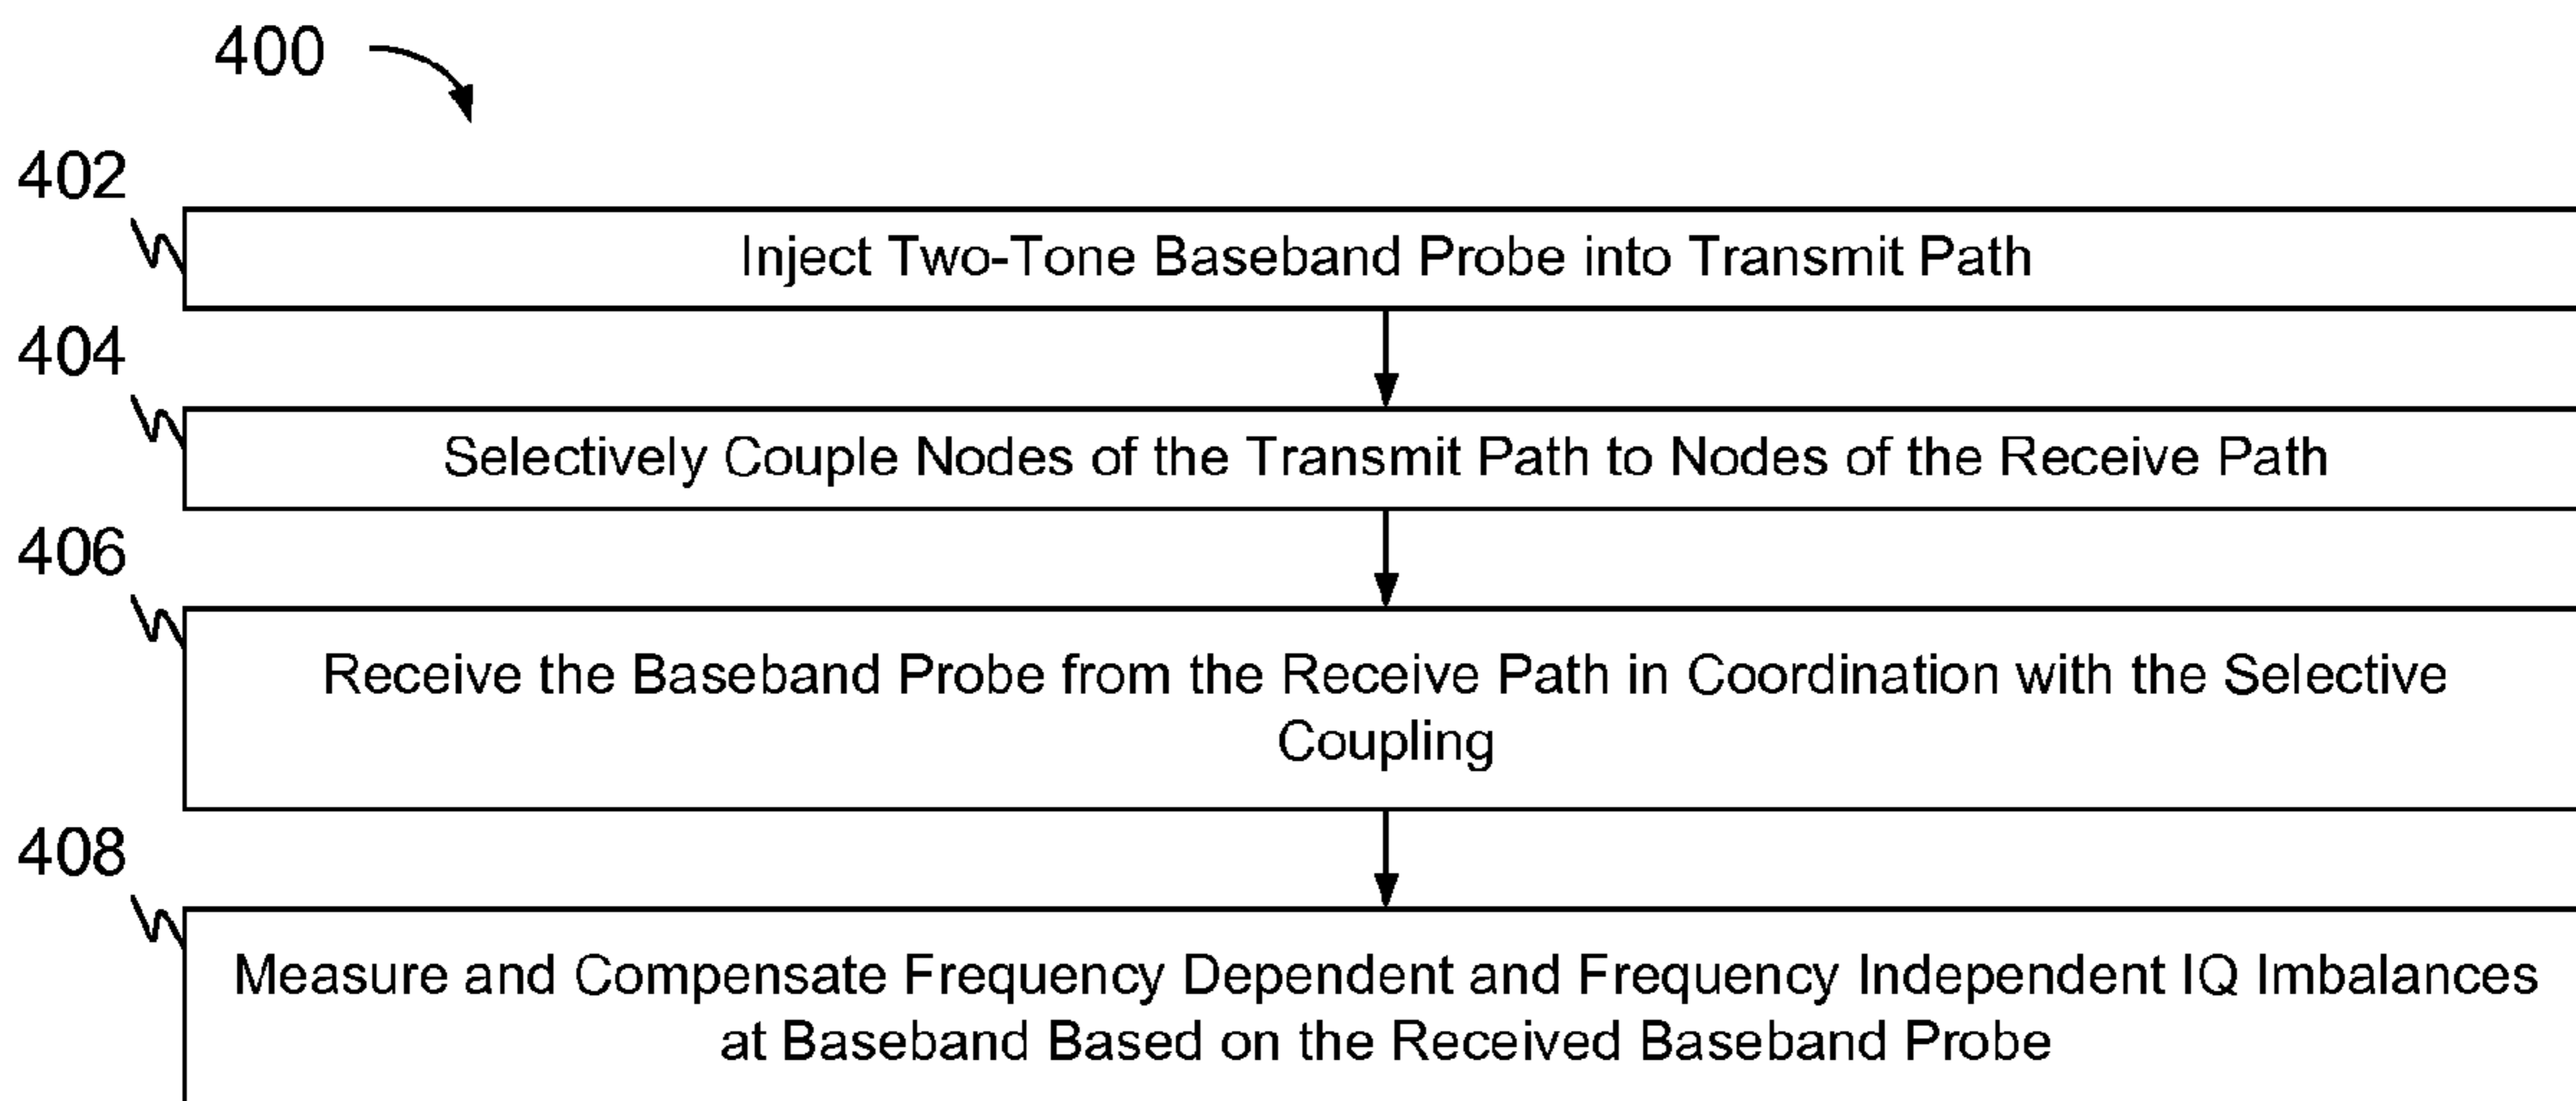 400
402
Inject Two-Tone Baseband Probe into Transmit Path
404
Selectively Couple Nodes of the Transmit Path to Nodes of the Receive Path
406
Receive the Baseband Probe from the Receive Path in Coordination with the Selective
Coupling
408
Measure and Compensate Frequency Dependent and Frequency Independent IQ Imbalances
at Baseband Based on the Received Baseband Probe